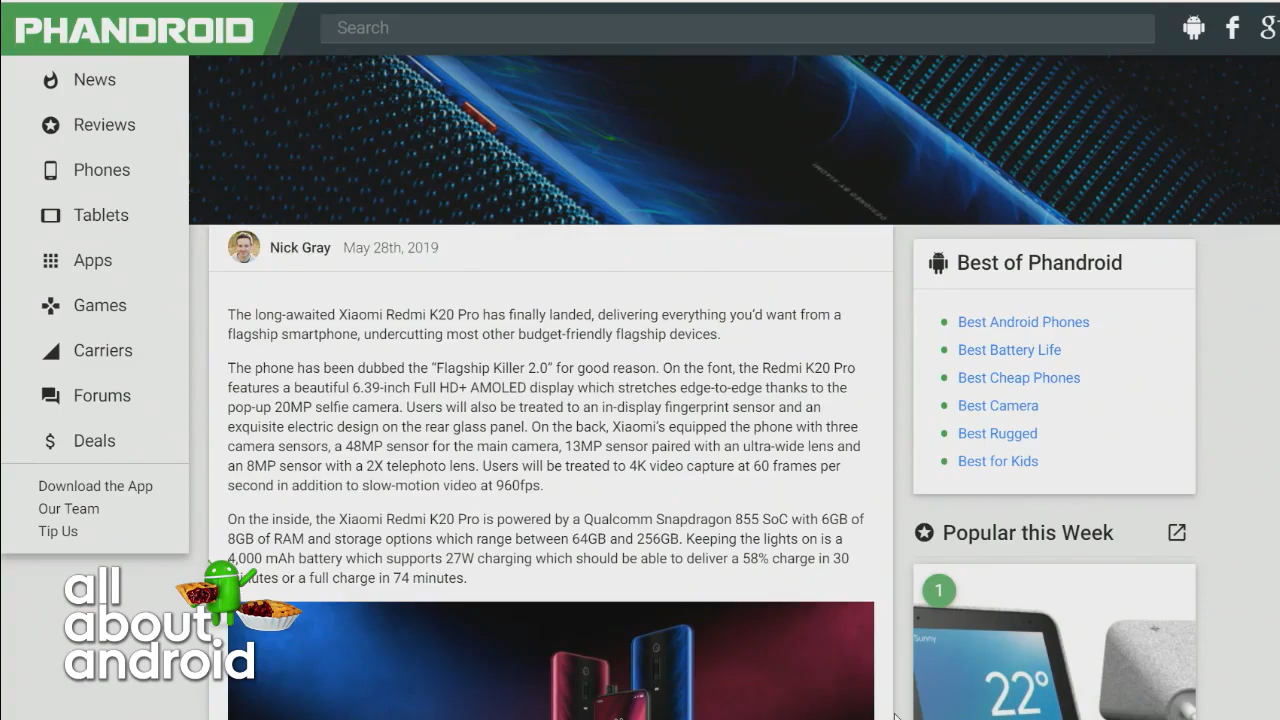 PHANDROID
Search
News
Reviews
Phones
Tablets
Apps
Games
Carriers
Forums
Deals
Download the App
Our Team
Tip Us
DESIGNED BY XIAOMI
Nick Gray May 28th, 2019
The long-awaited Xiaomi Redmi K20 Pro has finally landed, delivering everything you'd want from a
flagship smartphone, undercutting most other budget-friendly flagship devices.
The phone has been dubbed the “Flagship Killer 2.0” for good reason. On the font, the Redmi K20 Pro
features a beautiful 6.39-inch Full HD+ AMOLED display which stretches edge-to-edge thanks to the
pop-up 20MP selfie camera. Users will also be treated to an in-display fingerprint sensor and an
exquisite electric design on the rear glass panel. On the back, Xiaomi's equipped the phone with three
camera sensors, a 48MP sensor for the main camera, 13MP sensor paired with an ultra-wide lens and
an 8MP sensor with a 2X telephoto lens. Users will be treated to 4K video capture at 60 frames per
second in addition to slow-motion video at 960fps.
On the inside, the Xiaomi Redmi K20 Pro is powered by a Qualcomm Snapdragon 855 SoC with 6GB of
8GB of RAM and storage options which range between 64GB and 256GB. Keeping the lights on is a
4,000 mAh battery which supports 27W charging which should be able to deliver a 58% charge in 30
or a full charge in 74 minutes.
Best of Phandroid
Best Android Phones
Best Battery Life
Best Cheap Phones
Best Camera
Best Rugged
Best for Kids
Popular this Week
1
Sunny
22°
all
about
android